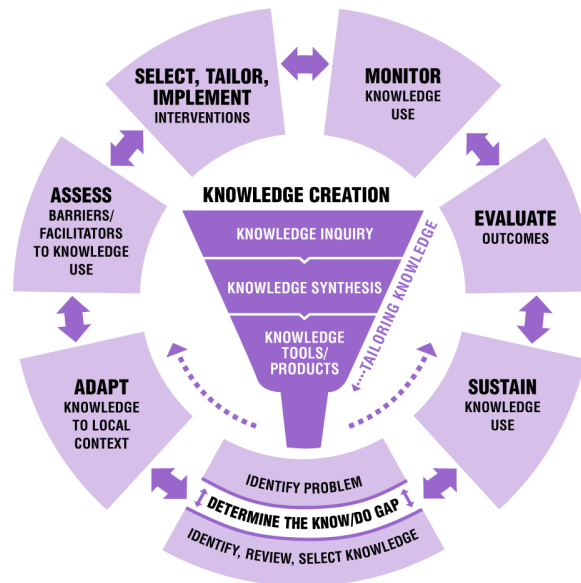 SELECT, TAILOR,
IMPLEMENT
INTERVENTIONS
MONITOR
KNOWLEDGE
USE
ASSESS
BARRIERS/
FACILITATORS
TO KNOWLEDGE
USE
KNOWLEDGE CREATION
KNOWLEDGE INQUIRY
KNOWLEDGE SYNTHESIS
KNOWLEDGE
TOOLS/
PRODUCTS
.....TAILORING KNOWLEDGE
EVALUATE
OUTCOMES
ADAPT
KNOWLEDGE
TO LOCAL
CONTEXT
SUSTAIN
KNOWLEDGE
USE
IDENTIFY PROBLEM
DETERMINE THE KNOW/DO GAP
IDENTIFY, REVIEW, SELECT KNOWLEDGE